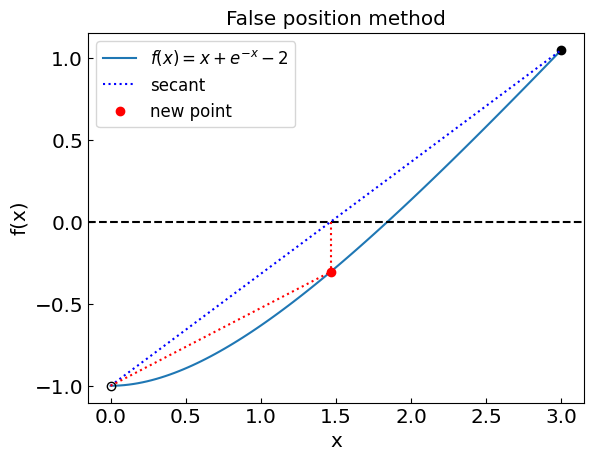 False position method
f(x) = x + e^{-x} − 2
secant
new point
f(x)
1.0
0.5
0.0
−0.5
−1.0
0.0 0.5 1.0 1.5 2.0 2.5 3.0
x